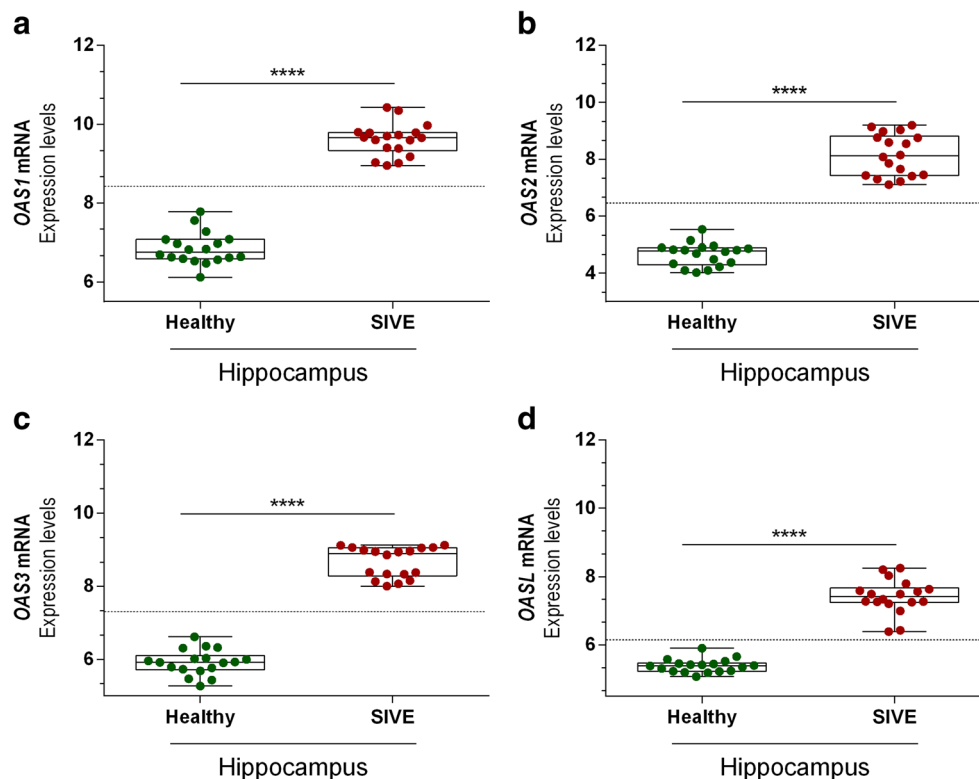 a
12
10
8
6
OAS1 mRNA
Expression levels
****
Healthy
SIVE
Hippocampus
b
12
10
8
6
4
OAS2 mRNA
Expression levels
****
Healthy
SIVE
Hippocampus
c
12
10
8
6
OAS3 mRNA
Expression levels
****
Healthy
SIVE
Hippocampus
d
12
10
8
6
OASL mRNA
Expression levels
****
Healthy
SIVE
Hippocampus